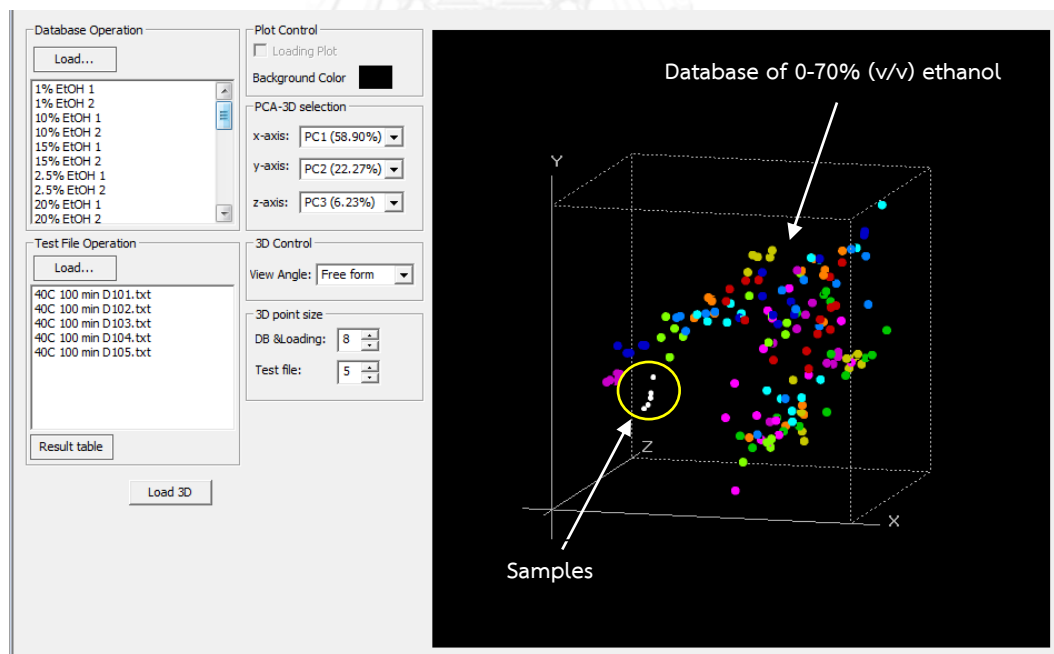 Database Operation
Load...
1% EtOH 1
1% EtOH 2
10% EtOH 1
10% EtOH 2
15% EtOH 1
15% EtOH 2
2.5% EtOH 1
2.5% EtOH 2
20% EtOH 1
20% EtOH 2
Test File Operation
Load...
40C 100 min D101.txt
40C 100 min D102.txt
40C 100 min D103.txt
40C 100 min D104.txt
40C 100 min D105.txt
Result table
Load 3D
Plot Control
Loading Plot
Background Color
PCA-3D selection
x-axis: PC1 (58.90%)
y-axis: PC2 (22.27%)
z-axis: PC3 (6.23%)
3D Control
View Angle: Free form
3D point size
DB &Loading: 8
Test file: 5
Database of 0-70% (v/v) ethanol
Y
Z
X
Samples